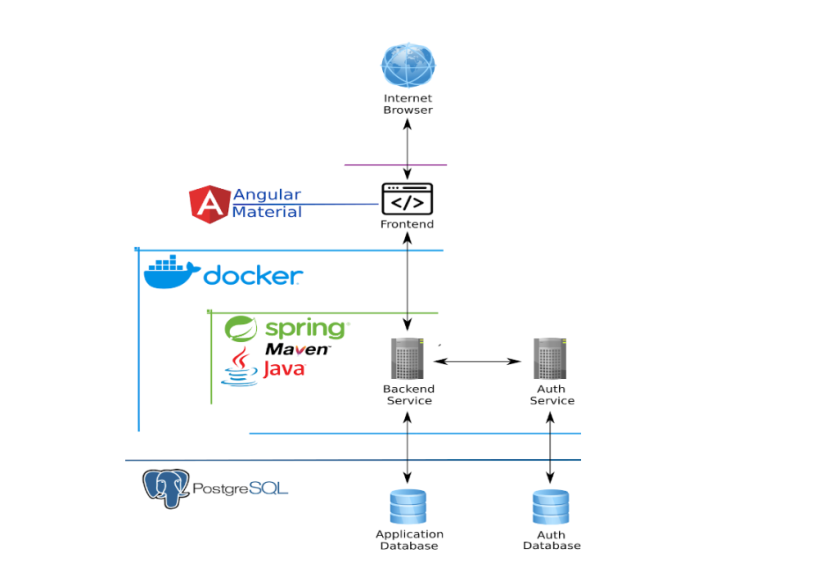 Internet
Browser
Angular
Material
Frontend
docker
spring
Maven
Java
Backend
Service
Auth
Service
PostgreSQL
Application
Database
Auth
Database